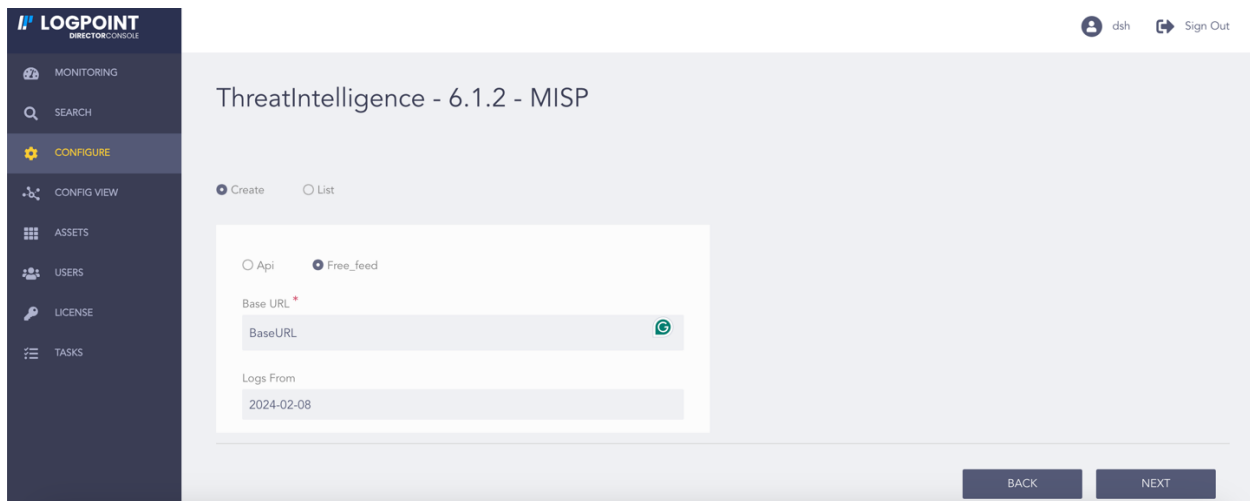 LOGPOINT
DIRECTORCONSOLE
dsh
Sign Out
MONITORING
SEARCH
CONFIGURE
CONFIG VIEW
ASSETS
USERS
LICENSE
TASKS
ThreatIntelligence - 6.1.2 - MISP
Create List
Api Free_feed
Base URL *
BaseURL
Logs From
2024-02-08
BACK NEXT